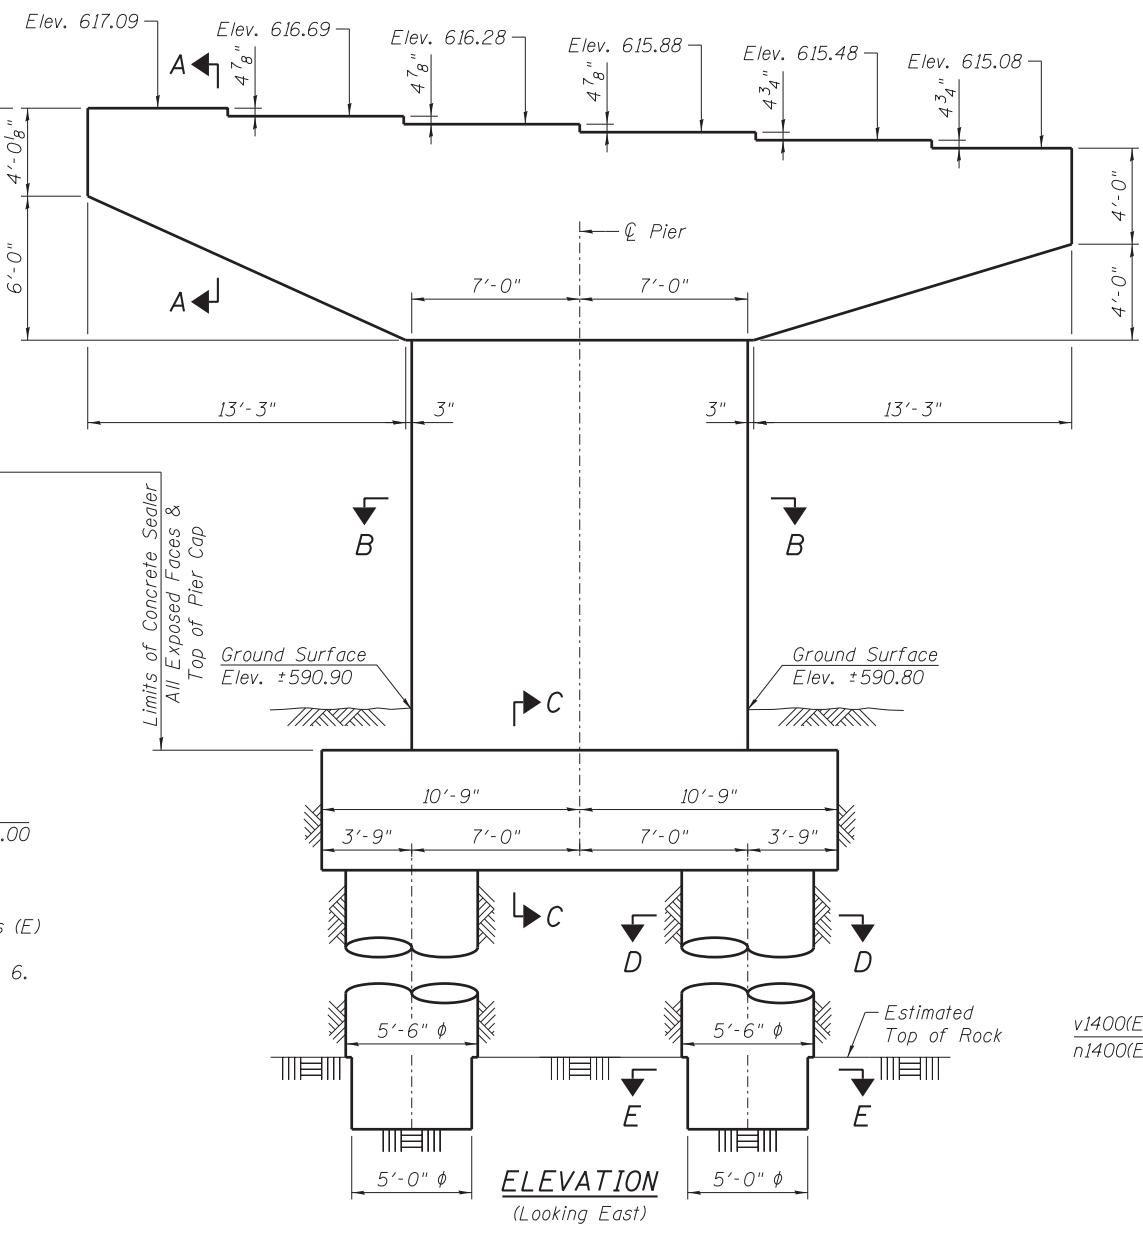 Elev. 617.09
Elev. 616.69
Elev. 616.28
Elev. 615.88
Elev. 615.48
Elev. 615.08
A
4 7/8"
4 7/8"
4 7/8"
4 3/4"
4 3/4"
4'-0 1/8"
6'-0"
4'-0"
4'-0"
℄ Pier
A
7'-0"
7'-0"
13'-3"
3"
3"
13'-3"
B
B
Limits of Concrete Sealer
All Exposed Faces &
Top of Pier Cap
Ground Surface
Elev. ±590.90
Ground Surface
Elev. ±590.80
C
10'-9"
10'-9"
3'-9"
7'-0"
7'-0"
3'-9"
.00
C
s (E)
6.
D
D
5'-6" ϕ
5'-6" ϕ
Estimated
Top of Rock
v1400(E
n1400(E
E
E
5'-0" ϕ
5'-0" ϕ
ELEVATION
(Looking East)